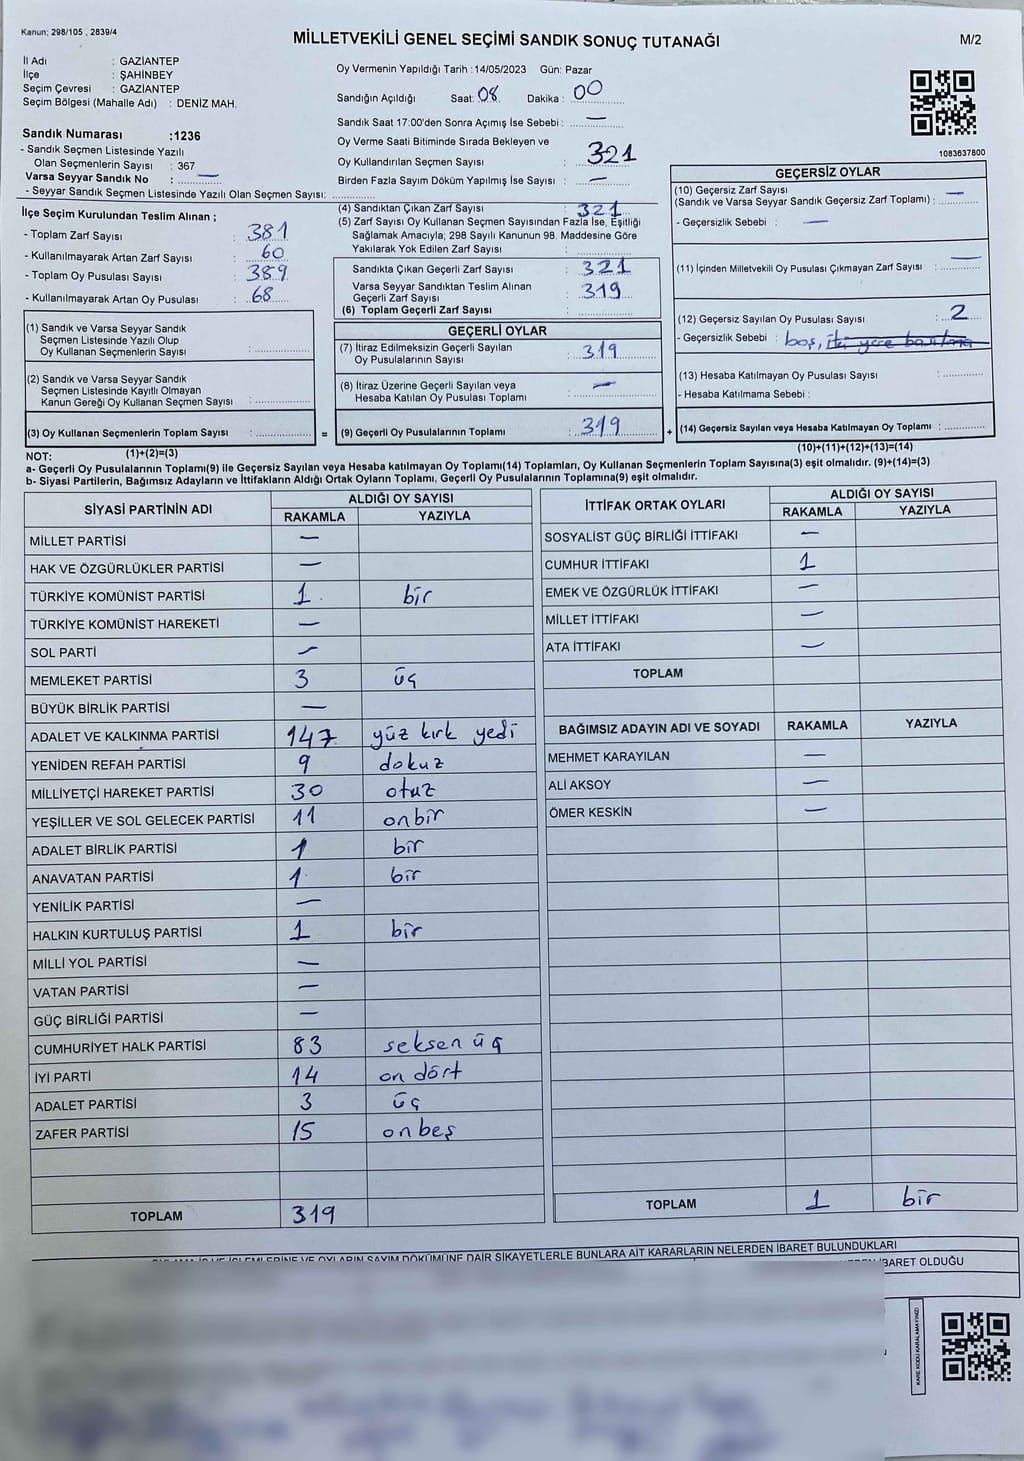 Kanun; 298/105 , 2839/4
MİLLETVEKİLİ GENEL SEÇİMİ SANDIK SONUÇ TUTANAĞI
M/2
İl Adı : GAZİANTEP
İlçe : ŞAHİNBEY
Seçim Çevresi : GAZİANTEP
Seçim Bölgesi (Mahalle Adı) : DENİZ MAH.
Sandık Numarası :1236
- Sandık Seçmen Listesinde Yazılı
Olan Seçmenlerin Sayısı : 367
Varsa Seyyar Sandık No : —
- Seyyar Sandık Seçmen Listesinde Yazılı Olan Seçmen Sayısı:
İlçe Seçim Kurulundan Teslim Alınan ;
- Toplam Zarf Sayısı : 381
- Kullanılmayarak Artan Zarf Sayısı : 60
- Toplam Oy Pusulası Sayısı : 389
- Kullanılmayarak Artan Oy Pusulası : 68
(1) Sandık ve Varsa Seyyar Sandık
Seçmen Listesinde Yazılı Olup
Oy Kullanan Seçmenlerin Sayısı :
(2) Sandık ve Varsa Seyyar Sandık
Seçmen Listesinde Kayıtlı Olmayan
Kanun Gereği Oy Kullanan Seçmen Sayısı :
(3) Oy Kullanan Seçmenlerin Toplam Sayısı : =
Oy Vermenin Yapıldığı Tarih :14/05/2023 Gün: Pazar
Sandığın Açıldığı Saat: 08 Dakika : 00
Sandık Saat 17:00'den Sonra Açımış İse Sebebi : —
Oy Verme Saati Bitiminde Sırada Bekleyen ve
Oy Kullandırılan Seçmen Sayısı : 321
Birden Fazla Sayım Döküm Yapılmış İse Sayısı : —
(4) Sandıktan Çıkan Zarf Sayısı : 321
(5) Zarf Sayısı Oy Kullanan Seçmen Sayısından Fazla İse, Eşitliği
Sağlamak Amacıyla; 298 Sayılı Kanunun 98. Maddesine Göre
Yakılarak Yok Edilen Zarf Sayısı :
Sandıkta Çıkan Geçerli Zarf Sayısı : 321
Varsa Seyyar Sandıktan Teslim Alınan
Geçerli Zarf Sayısı : 319
(6) Toplam Geçerli Zarf Sayısı :
GEÇERLİ OYLAR
(7) İtiraz Edilmeksizin Geçerli Sayılan
Oy Pusulalarının Sayısı : 319
(8) İtiraz Üzerine Geçerli Sayılan veya
Hesaba Katılan Oy Pusulası Toplamı : —
(9) Geçerli Oy Pusulalarının Toplamı : 319 +
1083637800
GEÇERSİZ OYLAR
(10) Geçersiz Zarf Sayısı
(Sandık ve Varsa Seyyar Sandık Geçersiz Zarf Toplamı) : —
- Geçersizlik Sebebi : —
(11) İçinden Milletvekili Oy Pusulası Çıkmayan Zarf Sayısı : —
(12) Geçersiz Sayılan Oy Pusulası Sayısı : 2
- Geçersizlik Sebebi : boş, iki yere basılma
(13) Hesaba Katılmayan Oy Pusulası Sayısı :
- Hesaba Katılmama Sebebi :
(14) Geçersiz Sayılan veya Hesaba Katılmayan Oy Toplamı :
NOT: (1)+(2)=(3) (10)+(11)+(12)+(13)=(14)
a- Geçerli Oy Pusulalarının Toplamı(9) ile Geçersiz Sayılan veya Hesaba katılmayan Oy Toplamı(14) Toplamları, Oy Kullanan Seçmenlerin Toplam Sayısına(3) eşit olmalıdır. (9)+(14)=(3)
b- Siyasi Partilerin, Bağımsız Adayların ve İttifakların Aldığı Ortak Oyların Toplamı, Geçerli Oy Pusulalarının Toplamına(9) eşit olmalıdır.
SİYASİ PARTİNİN ADI ALDIĞI OY SAYISI
RAKAMLA YAZIYLA
MİLLET PARTİSİ —
HAK VE ÖZGÜRLÜKLER PARTİSİ —
TÜRKİYE KOMÜNİST PARTİSİ 1 bir
TÜRKİYE KOMÜNİST HAREKETİ —
SOL PARTİ —
MEMLEKET PARTİSİ 3 üç
BÜYÜK BİRLİK PARTİSİ —
ADALET VE KALKINMA PARTİSİ 147 yüz kırk yedi
YENİDEN REFAH PARTİSİ 9 dokuz
MİLLİYETÇİ HAREKET PARTİSİ 30 otuz
YEŞİLLER VE SOL GELECEK PARTİSİ 11 onbir
ADALET BİRLİK PARTİSİ 1 bir
ANAVATAN PARTİSİ 1 bir
YENİLİK PARTİSİ —
HALKIN KURTULUŞ PARTİSİ 1 bir
MİLLİ YOL PARTİSİ —
VATAN PARTİSİ —
GÜÇ BİRLİĞİ PARTİSİ —
CUMHURİYET HALK PARTİSİ 83 seksen üç
İYİ PARTİ 14 on dört
ADALET PARTİSİ 3 üç
ZAFER PARTİSİ 15 onbeş
TOPLAM 319
İTTİFAK ORTAK OYLARI ALDIĞI OY SAYISI
RAKAMLA YAZIYLA
SOSYALİST GÜÇ BİRLİĞİ İTTİFAKI —
CUMHUR İTTİFAKI 1
EMEK VE ÖZGÜRLÜK İTTİFAKI —
MİLLET İTTİFAKI —
ATA İTTİFAKI —
TOPLAM
BAĞIMSIZ ADAYIN ADI VE SOYADI RAKAMLA YAZIYLA
MEHMET KARAYILAN —
ALİ AKSOY —
ÖMER KESKİN —
TOPLAM 1 bir
OYLARIN SAYIM DÖKÜMÜNE DAİR ŞİKAYETLERLE BUNLARA AİT KARARLARIN NELERDEN İBARET BULUNDUKLARI
İBARET OLDUĞU
KARE KODU KARALAMAYINIZ!